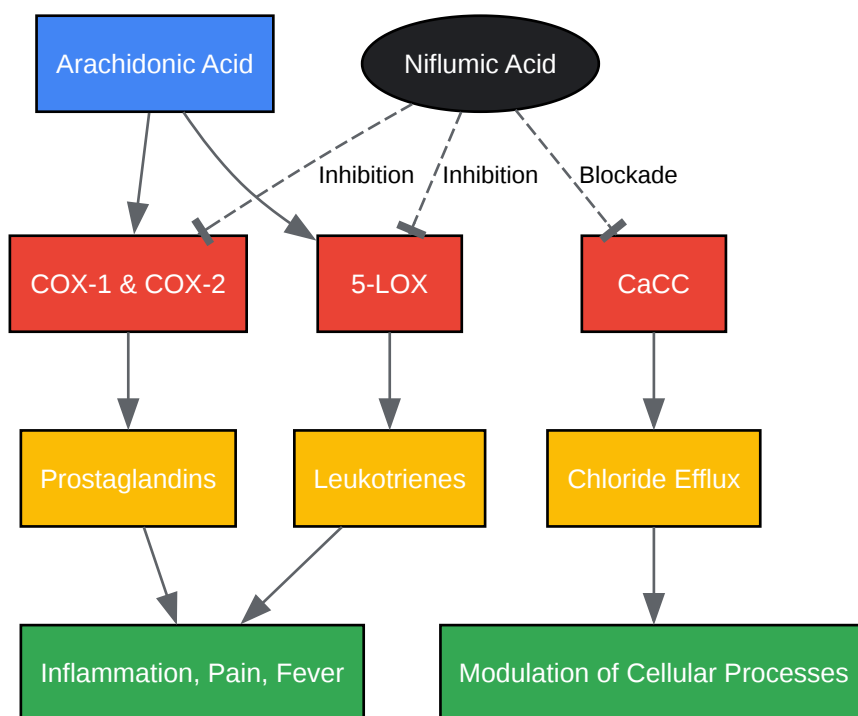 Arachidonic Acid
Niflumic Acid
Inhibition
Inhibition
Blockade
COX-1 & COX-2
5-LOX
CaCC
Prostaglandins
Leukotrienes
Chloride Efflux
Inflammation, Pain, Fever
Modulation of Cellular Processes